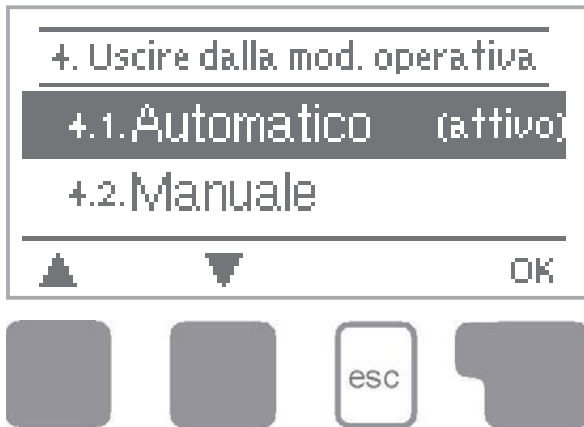 4. Uscire dalla mod. operativa
4.1. Automatico (attivo)
4.2. Manuale
OK
esc